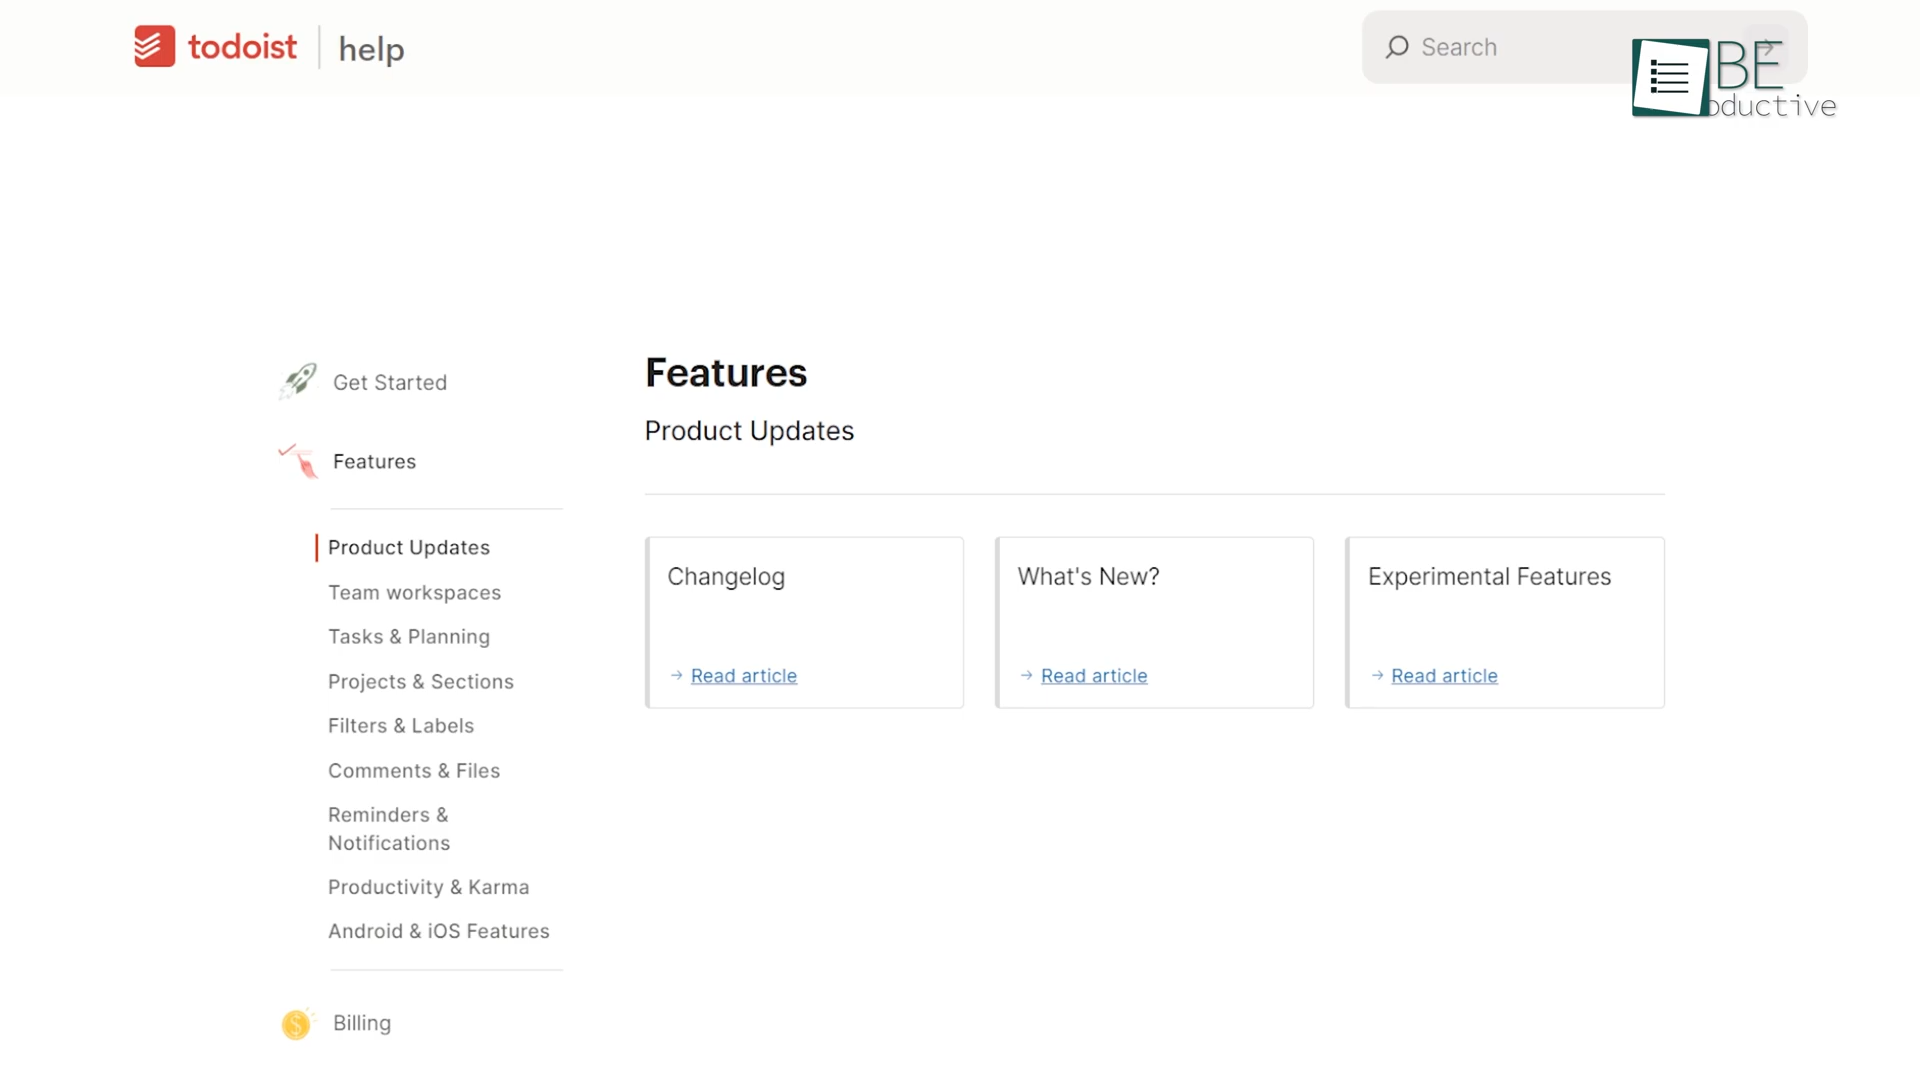 todoist help
Search
BE
oductive
Get Started
Features
Product Updates
Team workspaces
Tasks & Planning
Projects & Sections
Filters & Labels
Comments & Files
Reminders &
Notifications
Productivity & Karma
Android & iOS Features
Billing
Features
Product Updates
Changelog
Read article
What's New?
Read article
Experimental Features
Read article